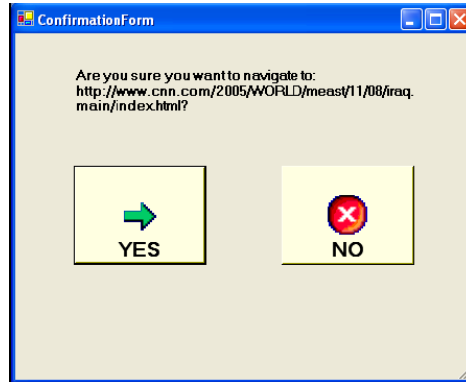 ConfirmationForm
Are you sure you want to navigate to:
http://www.cnn.com/2005/WORLD/meast/11/08/iraq.
main/index.html?
YES
NO